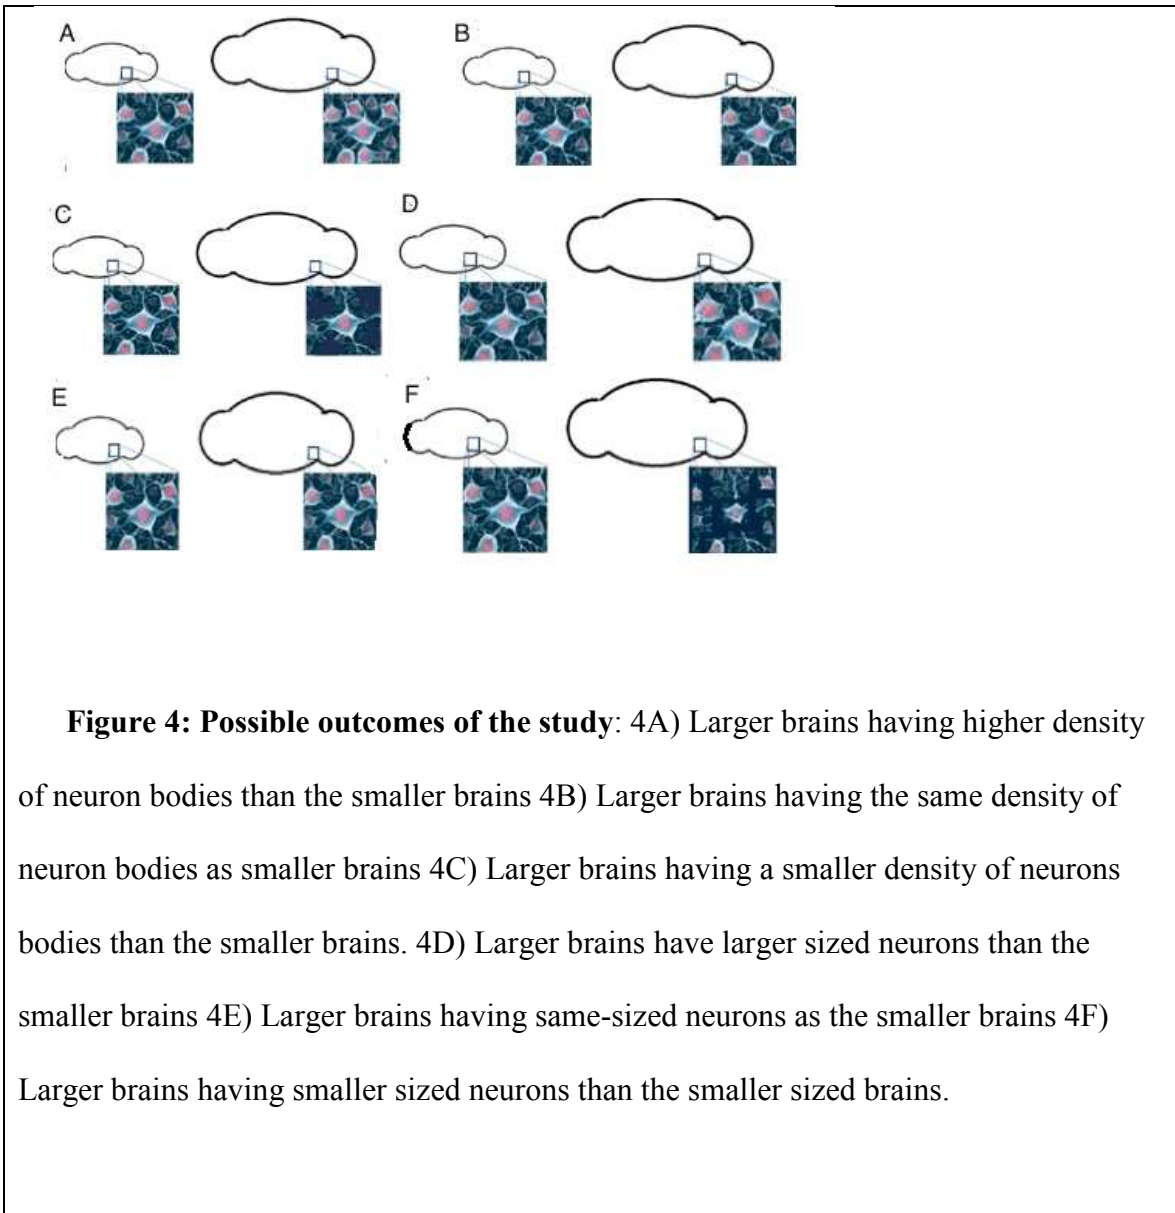 A B
C D
E F
Figure 4: Possible outcomes of the study: 4A) Larger brains having higher density
of neuron bodies than the smaller brains 4B) Larger brains having the same density of
neuron bodies as smaller brains 4C) Larger brains having a smaller density of neurons
bodies than the smaller brains. 4D) Larger brains have larger sized neurons than the
smaller brains 4E) Larger brains having same-sized neurons as the smaller brains 4F)
Larger brains having smaller sized neurons than the smaller sized brains.